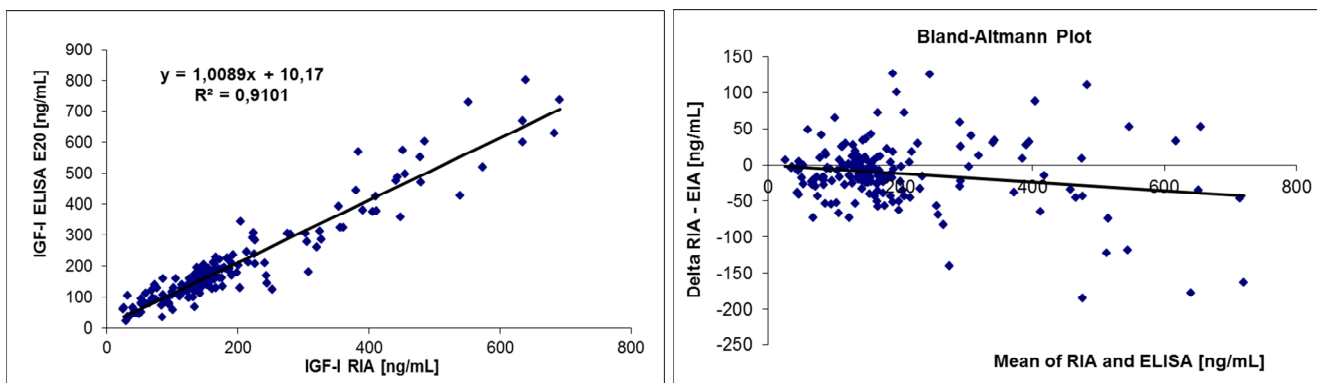 900
800
700
600
500
400
300
200
100
0
IGF-I ELISA E20 [ng/mL]
y = 1,0089x + 10,17
R² = 0,9101
0 200 400 600 800
IGF-I RIA [ng/mL]
Bland-Altmann Plot
150
100
50
0
-50
-100
-150
-200
-250
Delta RIA - EIA [ng/mL]
0 200 400 600 800
Mean of RIA and ELISA [ng/mL]